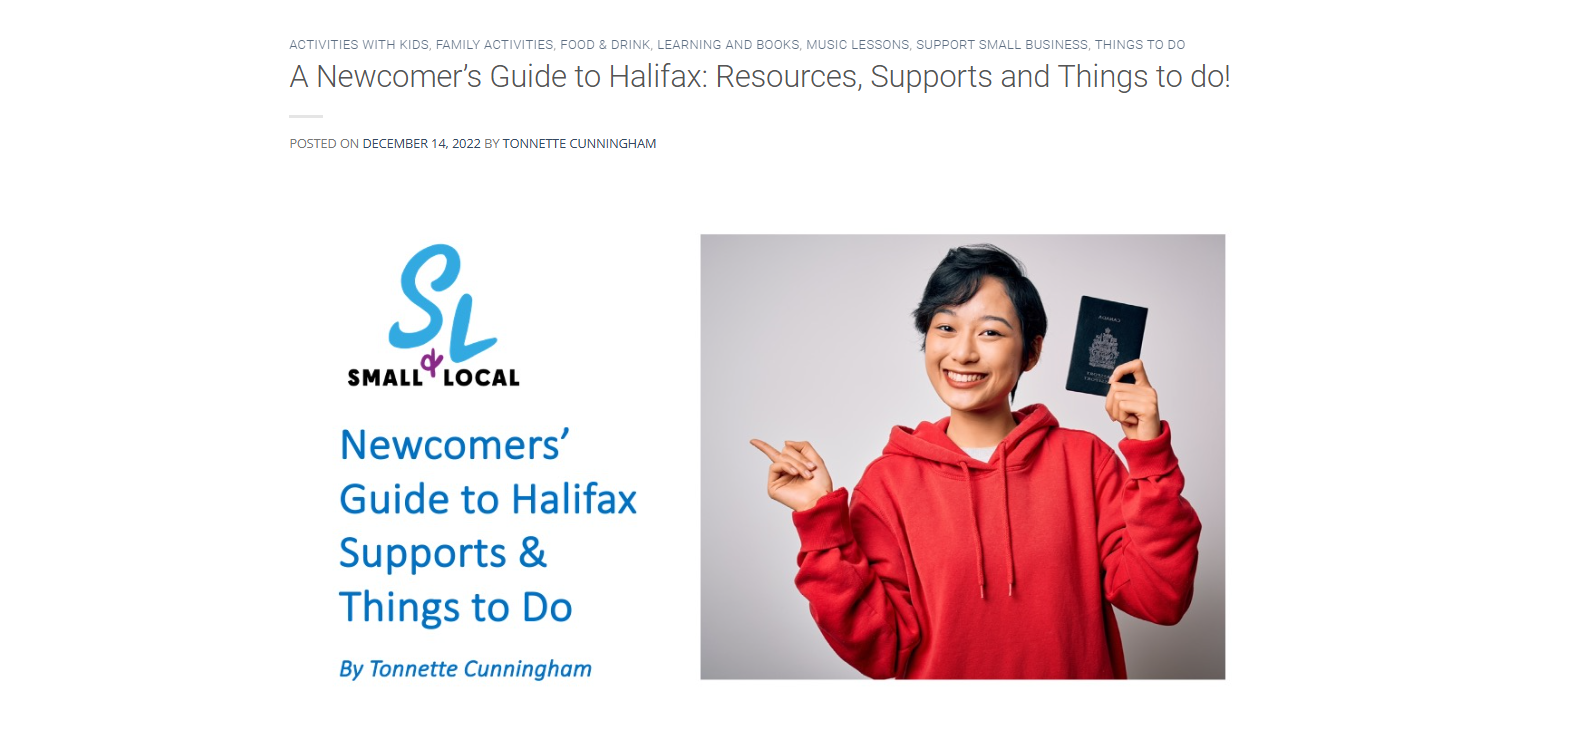 ACTIVITIES WITH KIDS, FAMILY ACTIVITIES, FOOD & DRINK, LEARNING AND BOOKS, MUSIC LESSONS, SUPPORT SMALL BUSINESS, THINGS TO DO
A Newcomer’s Guide to Halifax: Resources, Supports and Things to do!
POSTED ON DECEMBER 14, 2022 BY TONNETTE CUNNINGHAM
SL
SMALL & LOCAL
Newcomers’
Guide to Halifax
Supports &
Things to Do
By Tonnette Cunningham